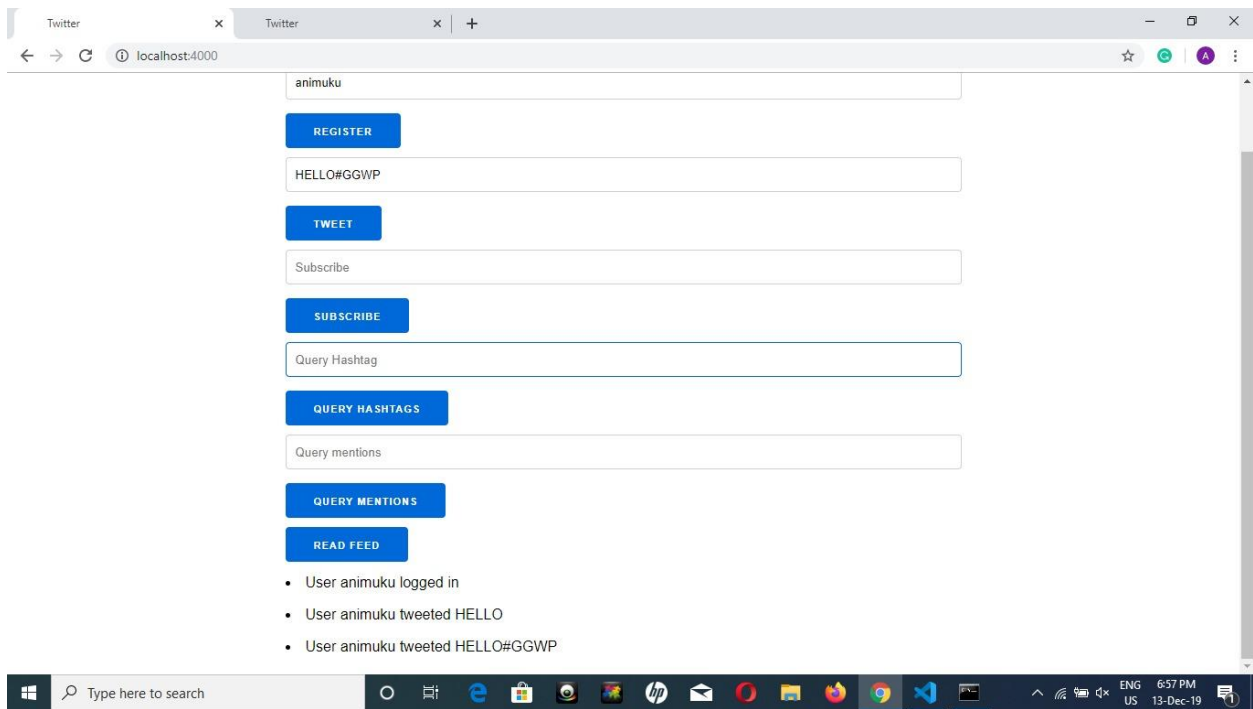 Twitter
Twitter
localhost:4000
A
animuku
REGISTER
HELLO#GGWP
TWEET
Subscribe
SUBSCRIBE
Query Hashtag
QUERY HASHTAGS
Query mentions
QUERY MENTIONS
READ FEED
• User animuku logged in
• User animuku tweeted HELLO
• User animuku tweeted HELLO#GGWP
Type here to search
hp
ENG 6:57 PM
US 13-Dec-19
1